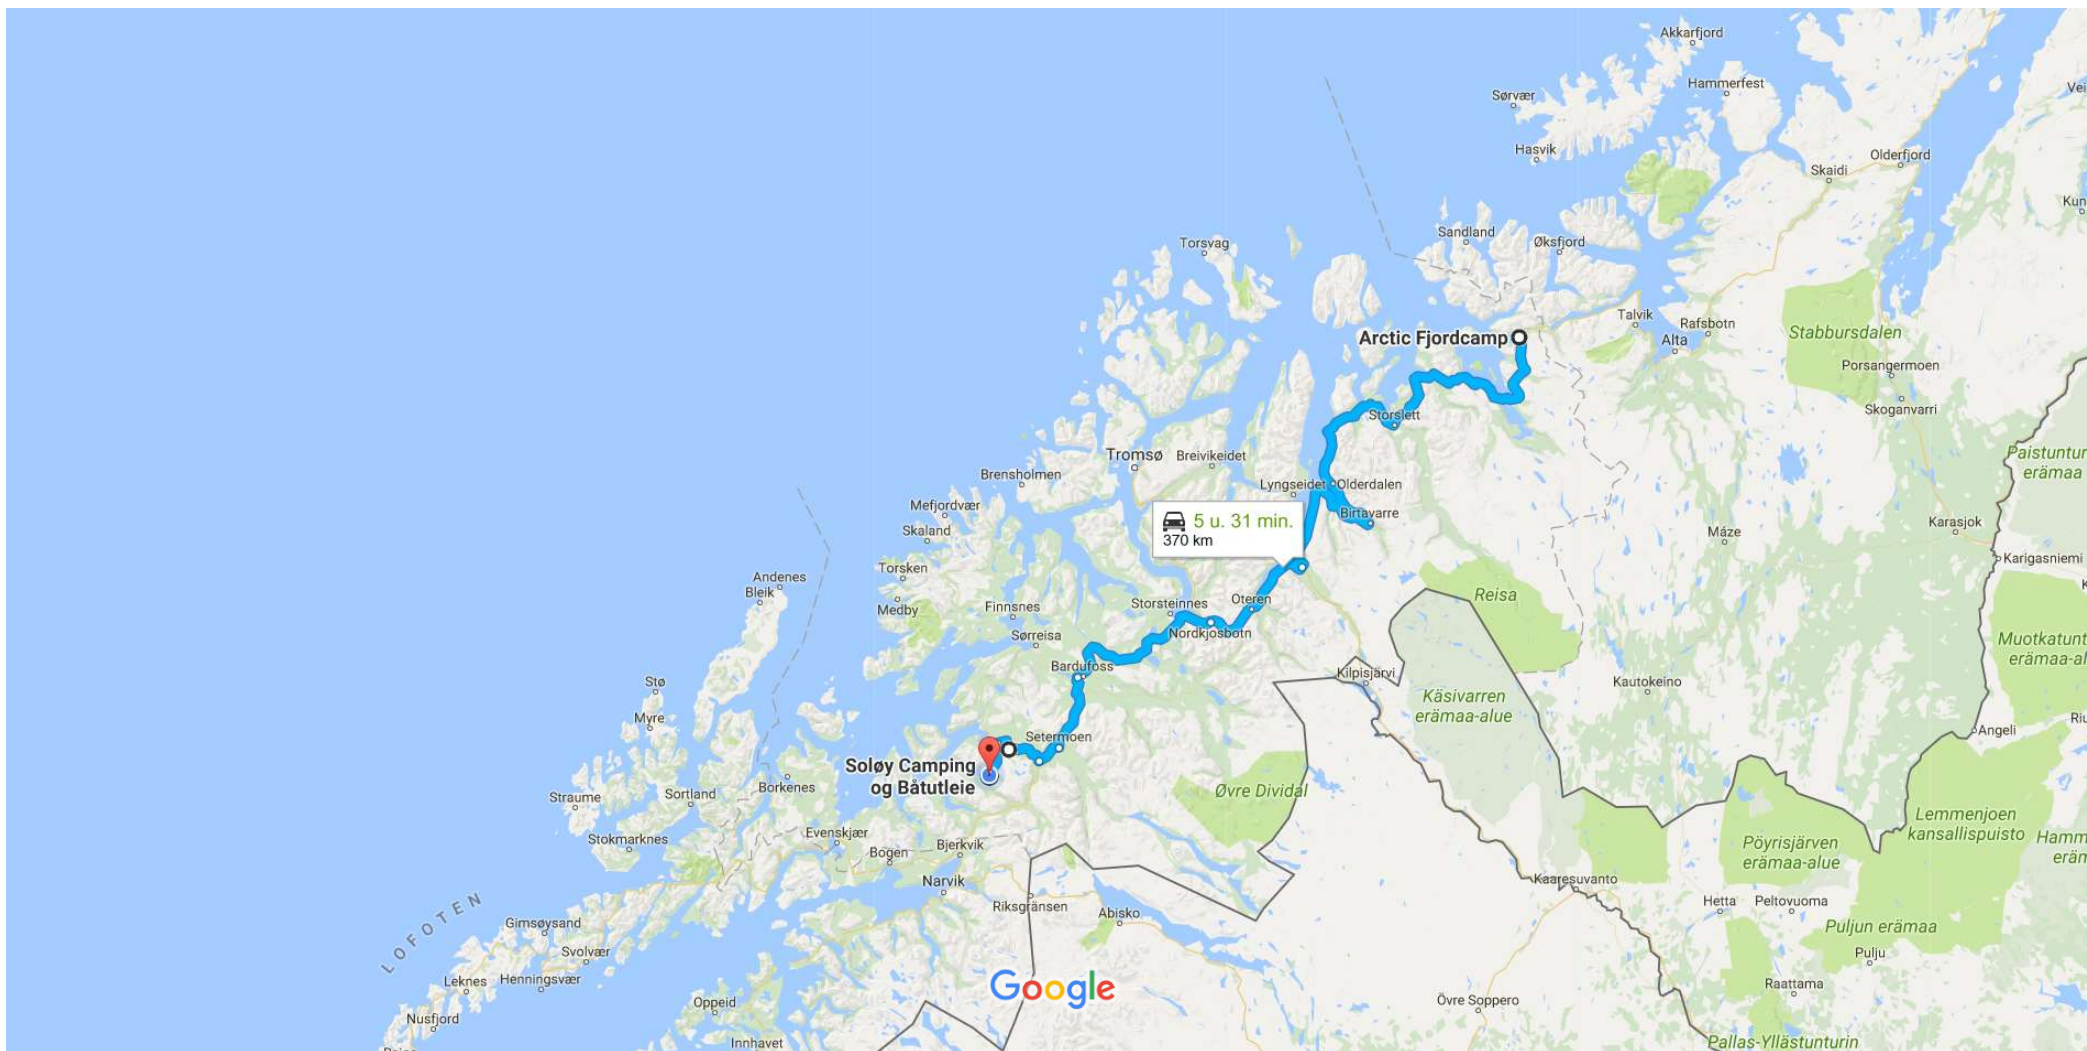 Akkarfjord
Hammerfest
Vei
Sørvær
Hasvik
Olderfjord
Skaidi
Kun
Sandland
Øksfjord
Torsvag
Talvik
Rafsbotn
Alta
Stabbursdalen
Arctic Fjordcamp
Porsangermoen
Skoganvarri
Storslett
Tromsø
Breivikeidet
Paistuntur
erämaa
Brensholmen
Lyngseidet
Olderdalen
Mefjordvær
Birtavarre
5 u. 31 min.
370 km
Skaland
Máze
Karasjok
Karigasniemi
Torsken
Andenes
Bleik
Medby
Finnsnes
Storsteinnes
Oteren
Reisa
Nordkjosbotn
Sørreisa
Muotkatunt
erämaa-al
Bardufoss
Kilpisjärvi
Kautokeino
Stø
Käsivarren
erämaa-alue
Myre
Riu
Angeli
Setermoen
Soløy Camping
og Båtutleie
Borkenes
Øvre Dividal
Straume
Sortland
Lemmenjoen
kansallispuisto
Stokmarknes
Evenskjær
Bogen
Bjerkvik
Pöyrisjärven
erämaa-alue
Hamm
eräm
Narvik
Kaaresuvanto
Riksgränsen
Abisko
Hetta
Peltovuoma
LOFOTEN
Gimsøysand
Puljun erämaa
Svolvær
Pulju
Leknes
Henningsvær
Google
Raattama
Oppeid
Övre Soppero
Nusfjord
Innhavet
Pallas-Yllästunturin